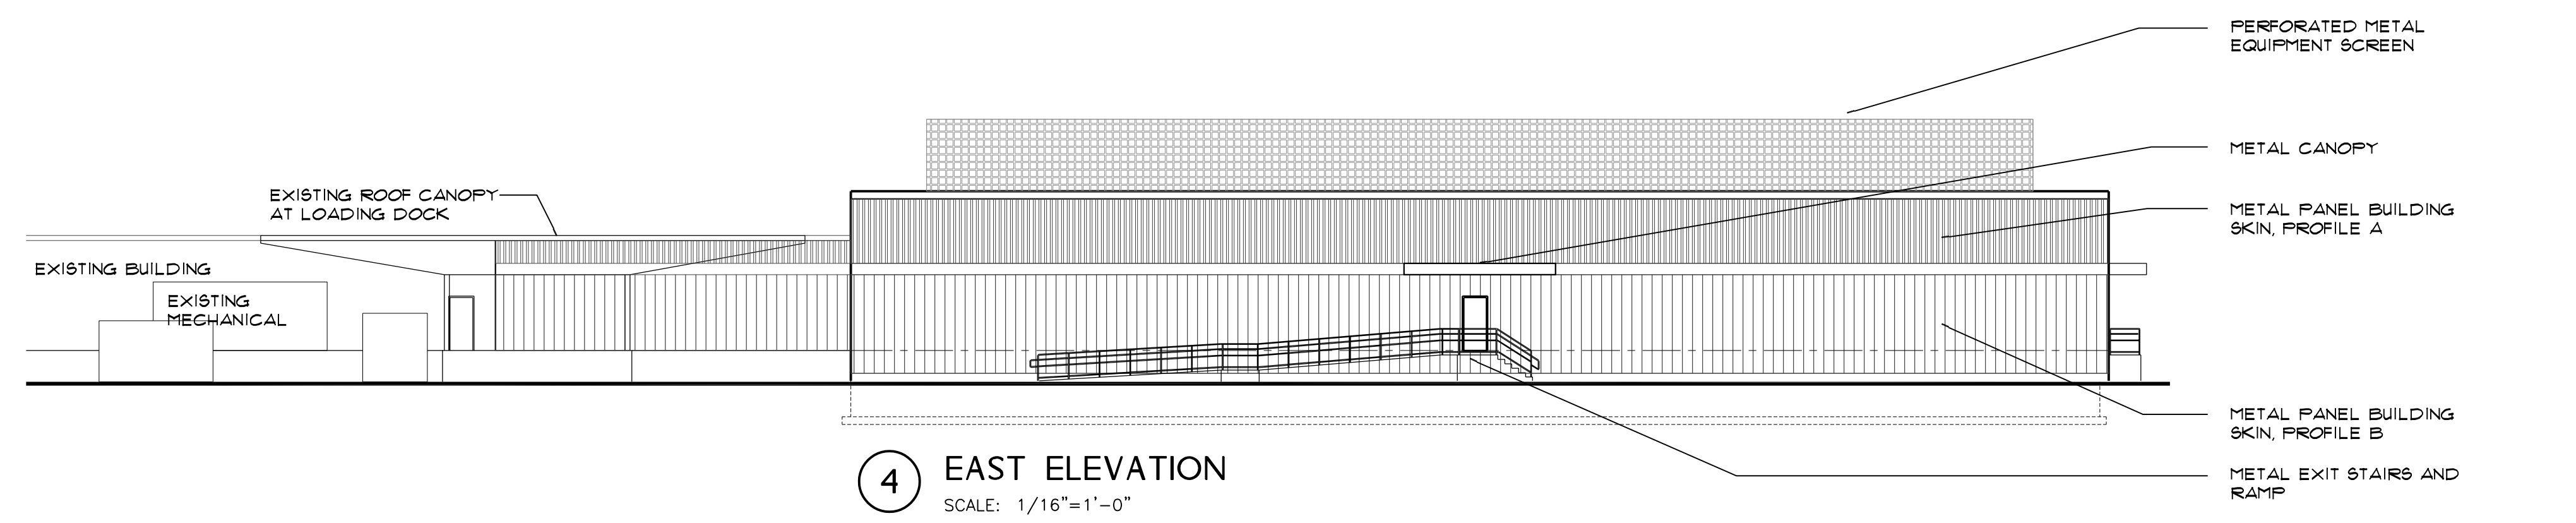 PERFORATED METAL
EQUIPMENT SCREEN
METAL CANOPY
EXISTING ROOF CANOPY
AT LOADING DOCK
METAL PANEL BUILDING
SKIN, PROFILE A
EXISTING BUILDING
EXISTING
MECHANICAL
METAL PANEL BUILDING
SKIN, PROFILE B
METAL EXIT STAIRS AND
RAMP
4
EAST ELEVATION
SCALE: 1/16"=1'-0"